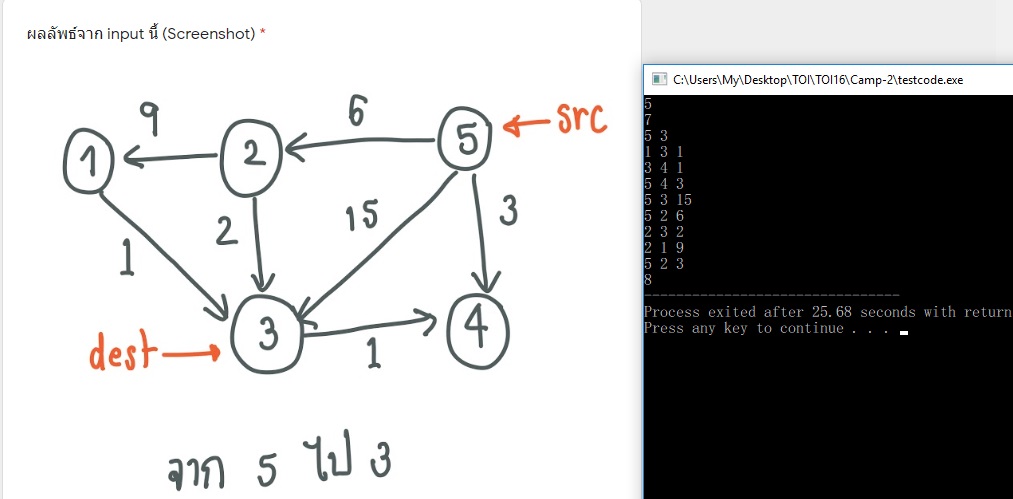 ผลลัพธ์จาก input นี้ (Screenshot) *
9
6
1
2
5
src
1
2
15
3
dest
3
1
4
จาก 5 ไป 3
C:\Users\My\Desktop\TOI\TOI16\Camp-2\testcode.exe
5
7
5 3
1 3 1
3 4 1
5 4 3
5 3 15
5 2 6
2 3 2
2 1 9
5 2 3
8
--------------------------------
Process exited after 25.68 seconds with return
Press any key to continue . . .